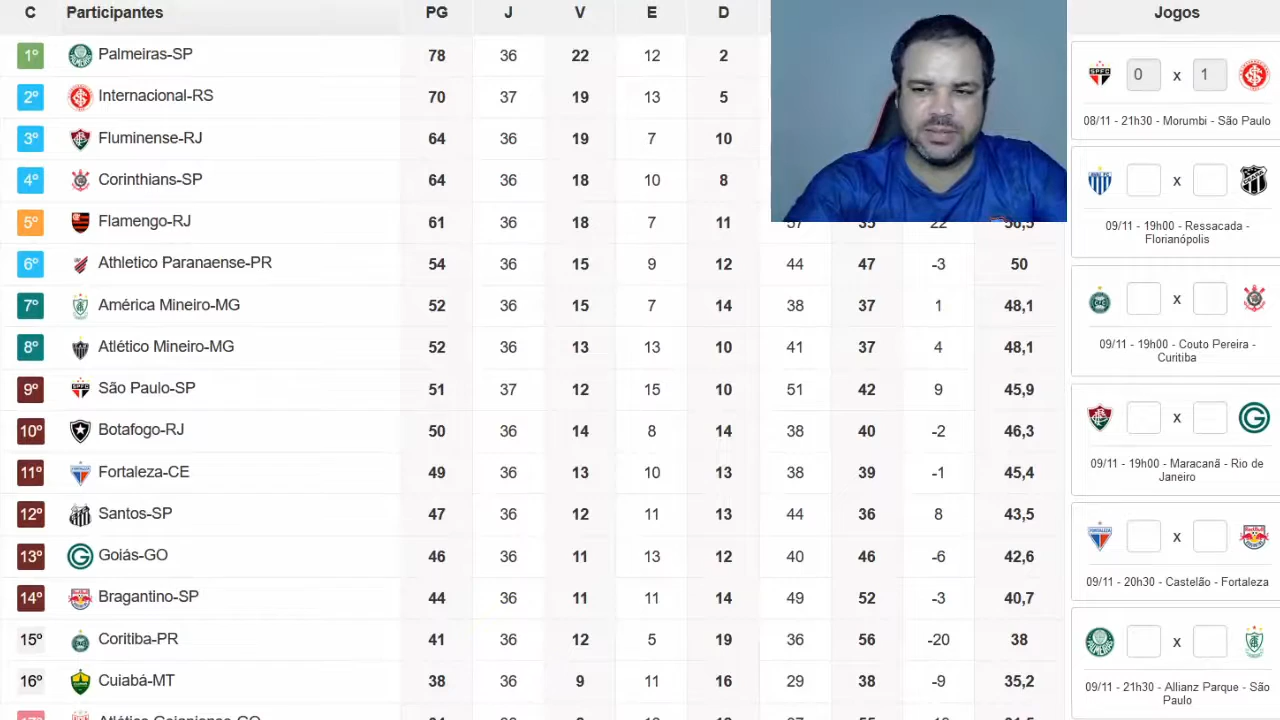 C Participantes PG J V E D
1º Palmeiras-SP 78 36 22 12 2
2º Internacional-RS 70 37 19 13 5
3º Fluminense-RJ 64 36 19 7 10
4º Corinthians-SP 64 36 18 10 8
5º Flamengo-RJ 61 36 18 7 11 57 35 22 56,5
6º Athletico Paranaense-PR 54 36 15 9 12 44 47 -3 50
7º América Mineiro-MG 52 36 15 7 14 38 37 1 48,1
8º Atlético Mineiro-MG 52 36 13 13 10 41 37 4 48,1
9º São Paulo-SP 51 37 12 15 10 51 42 9 45,9
10º Botafogo-RJ 50 36 14 8 14 38 40 -2 46,3
11º Fortaleza-CE 49 36 13 10 13 38 39 -1 45,4
12º Santos-SP 47 36 12 11 13 44 36 8 43,5
13º Goiás-GO 46 36 11 13 12 40 46 -6 42,6
14º Bragantino-SP 44 36 11 11 14 49 52 -3 40,7
15º Coritiba-PR 41 36 12 5 19 36 56 -20 38
16º Cuiabá-MT 38 36 9 11 16 29 38 -9 35,2
Atlético Goianiense-GO
Jogos
0 x 1
08/11 - 21h30 - Morumbi - São Paulo
x
09/11 - 19h00 - Ressacada -
Florianópolis
x
09/11 - 19h00 - Couto Pereira -
Curitiba
x
09/11 - 19h00 - Maracanã - Rio de
Janeiro
x
09/11 - 20h30 - Castelão - Fortaleza
x
09/11 - 21h30 - Allianz Parque - São
Paulo